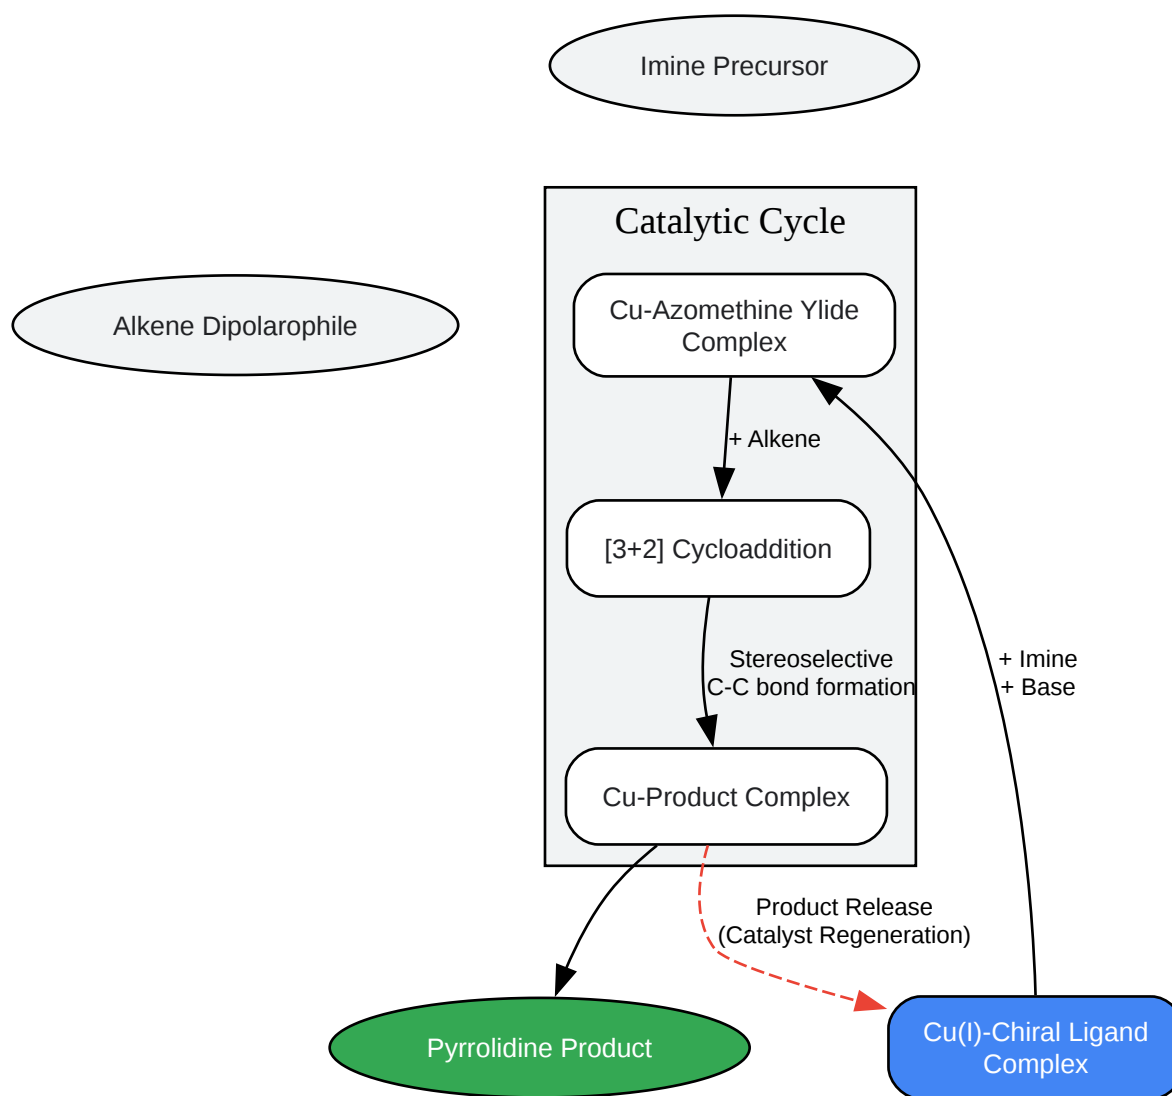 Imine Precursor
Catalytic Cycle
Cu-Azomethine Ylide
Complex
Alkene Dipolarophile
+ Alkene
[3+2] Cycloaddition
Stereoselective
C-C bond formation
+ Imine
+ Base
Cu-Product Complex
Product Release
(Catalyst Regeneration)
Pyrrolidine Product
Cu(I)-Chiral Ligand
Complex